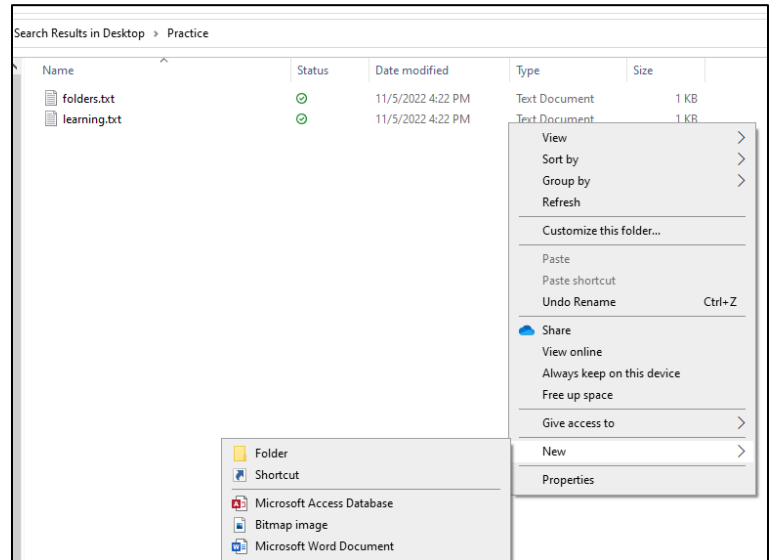 Search Results in Desktop > Practice
Name Status Date modified Type Size
folders.txt 11/5/2022 4:22 PM Text Document 1 KB
learning.txt 11/5/2022 4:22 PM Text Document 1 KB
View
Sort by
Group by
Refresh
Customize this folder...
Paste
Paste shortcut
Undo Rename Ctrl+Z
Share
View online
Always keep on this device
Free up space
Give access to
New
Properties
Folder
Shortcut
Microsoft Access Database
Bitmap image
Microsoft Word Document